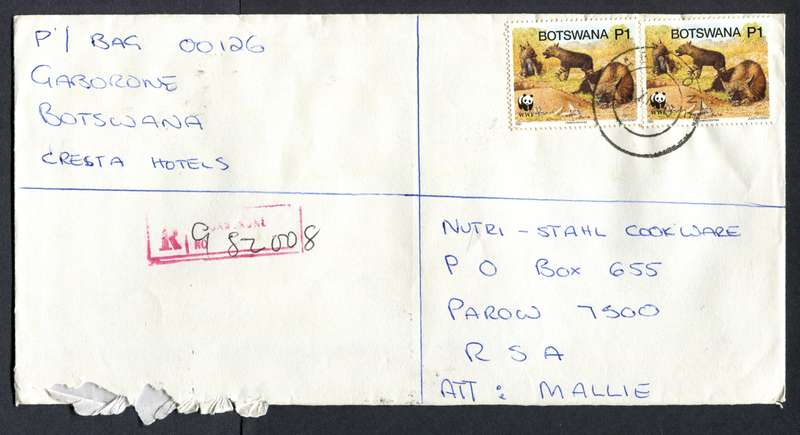 P/ BAG 00126
GABORONE
BOTSWANA
CRESTA HOTELS
BOTSWANA P1
WWF
BOTSWANA P1
WWF
R
G 82008
NUTRI-STAHL COOKWARE
P O Box 655
PAROW 7500
R S A
ATT : MALLIE